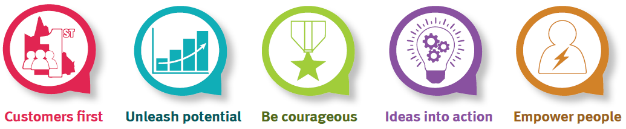 1ST
Customers first
Unleash potential
Be courageous
Ideas into action
Empower people